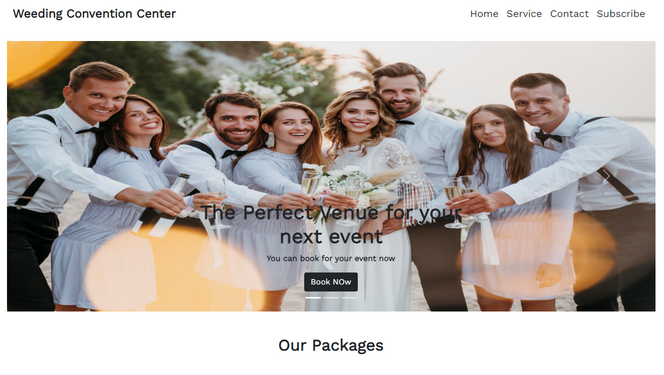 Weeding Convention Center
Home Service Contact Subscribe
The Perfect Venue for your
next event
You can book for your event now
Book NOw
Our Packages